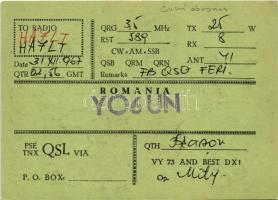 TO RADIO
HA7LT
HA7LT
Date 31 XII 1967
QTR 02,56 GMT
QRG 3,5 MHz TX 25 W
RST 589 RX 8
CW • AM • SSB
QSB QRM QRN ANT
Remarks FB QSO FERI.
ROMANIA
YO6UN
PSE
TNX QSL VIA
P. O. BOX:
QTH Brasov
VY 73 AND BEST DX!
Op. Mity